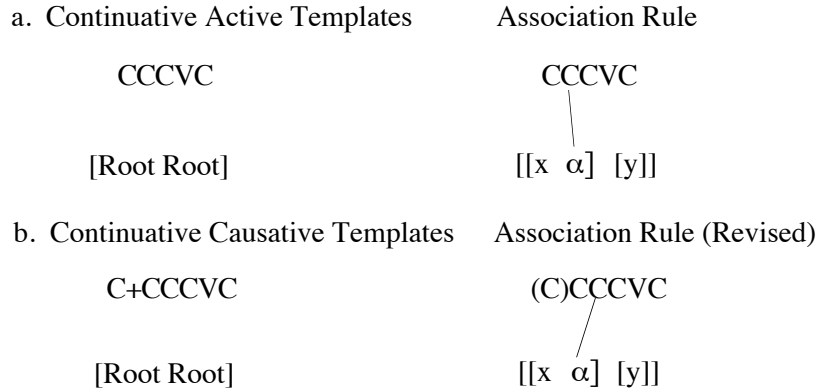 a. Continuative Active Templates Association Rule
CCCVC CCCVC
[Root Root] [[x α] [y]]
b. Continuative Causative Templates Association Rule (Revised)
C+CCCVC (C)CCCVC
[Root Root] [[x α] [y]]